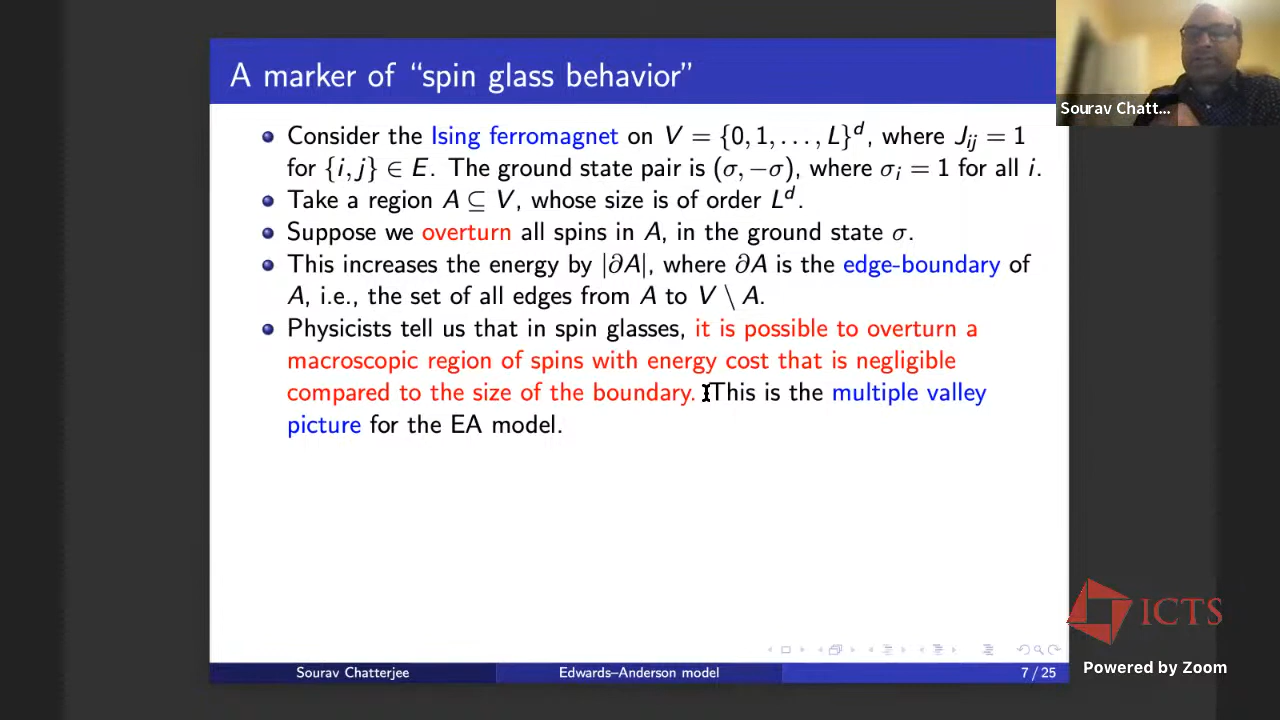 A marker of “spin glass behavior”
Sourav Chatt...
Consider the Ising ferromagnet on V = {0, 1, . . . , L}^d, where J_ij = 1
for {i, j} ∈ E. The ground state pair is (σ, −σ), where σ_i = 1 for all i.
Take a region A ⊆ V, whose size is of order L^d.
Suppose we overturn all spins in A, in the ground state σ.
This increases the energy by |∂A|, where ∂A is the edge-boundary of
A, i.e., the set of all edges from A to V \ A.
Physicists tell us that in spin glasses, it is possible to overturn a
macroscopic region of spins with energy cost that is negligible
compared to the size of the boundary. This is the multiple valley
picture for the EA model.
ICTS
Powered by Zoom
Sourav Chatterjee
Edwards–Anderson model
7 / 25